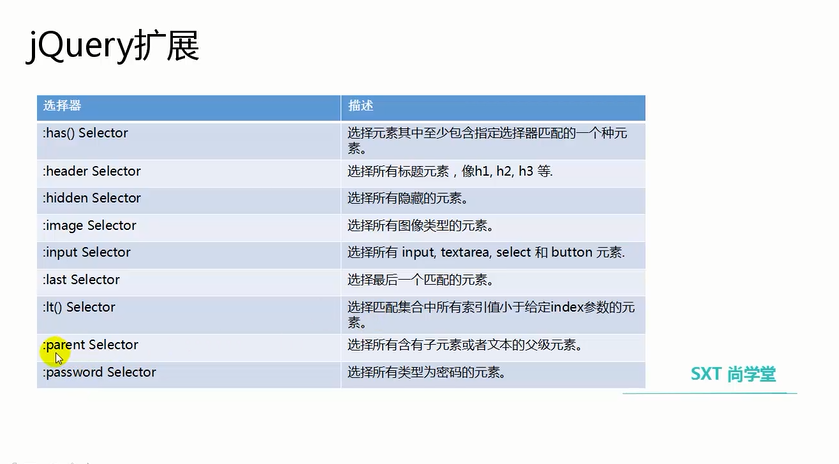 jQuery扩展
选择器 描述
:has() Selector 选择元素其中至少包含指定选择器匹配的一个种元
素。
:header Selector 选择所有标题元素，像h1, h2, h3 等.
:hidden Selector 选择所有隐藏的元素。
:image Selector 选择所有图像类型的元素。
:input Selector 选择所有 input, textarea, select 和 button 元素.
:last Selector 选择最后一个匹配的元素。
:lt() Selector 选择匹配集合中所有索引值小于给定index参数的元
素。
:parent Selector 选择所有含有子元素或者文本的父级元素。
:password Selector 选择所有类型为密码的元素。
SXT 尚学堂